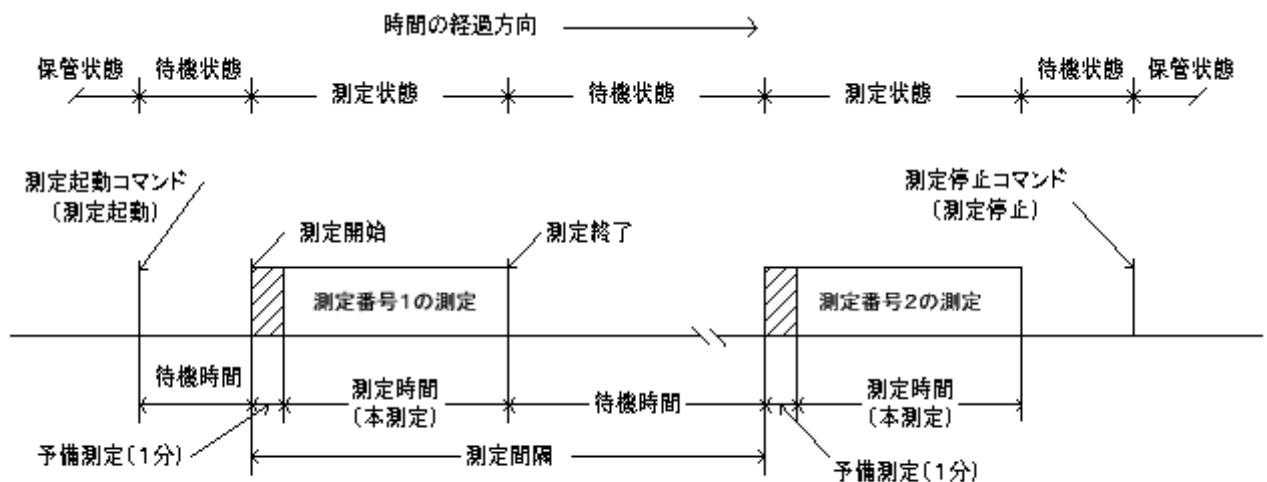 時間の経過方向
保管状態
待機状態
測定状態
待機状態
測定状態
待機状態
保管状態
測定起動コマンド
(測定起動)
測定停止コマンド
(測定停止)
測定開始
測定終了
測定番号1の測定
測定番号2の測定
待機時間
測定時間
(本測定)
待機時間
測定時間
(本測定)
予備測定(1分)
測定間隔
予備測定(1分)